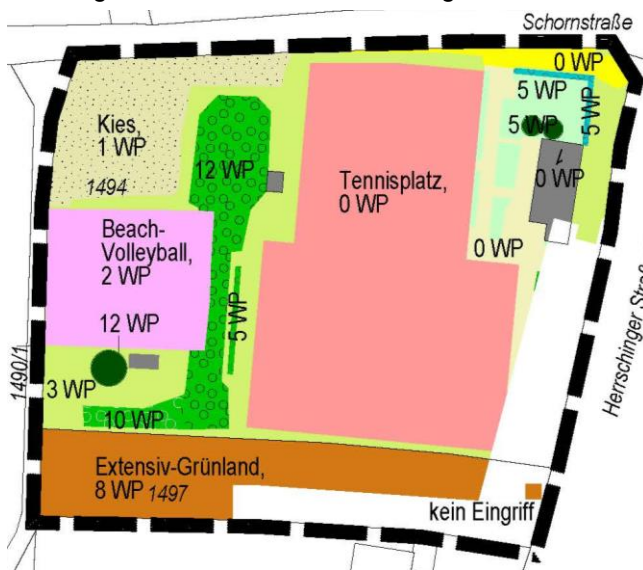 Schornstraße
0 WP
5 WP
5 WP
5 WP
Kies,
1 WP
1494
12 WP
Tennisplatz,
0 WP
1
0 WP
Beach-
Volleyball,
2 WP
0 WP
12 WP
5 WP
1490/1
3 WP
10 WP
Herrschinger
Extensiv-Grünland,
8 WP 1497
kein Eingriff